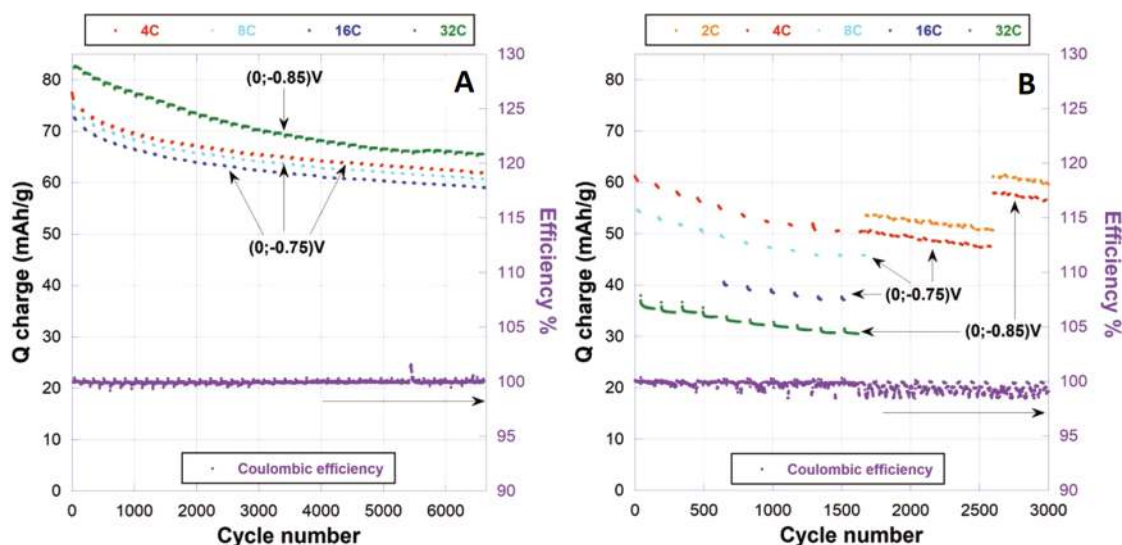 4C 8C 16C 32C
A
130
125
120
115
110
105
100
95
90
80
70
60
50
40
30
20
10
0
Q charge (mAh/g)
Efficiency %
(0;-0.85)V
(0;-0.75)V
Coulombic efficiency
0 1000 2000 3000 4000 5000 6000
Cycle number
2C 4C 8C 16C 32C
B
130
125
120
115
110
105
100
95
90
80
70
60
50
40
30
20
10
0
Q charge (mAh/g)
Efficiency %
(0;-0.75)V
(0;-0.85)V
Coulombic efficiency
0 500 1000 1500 2000 2500 3000
Cycle number